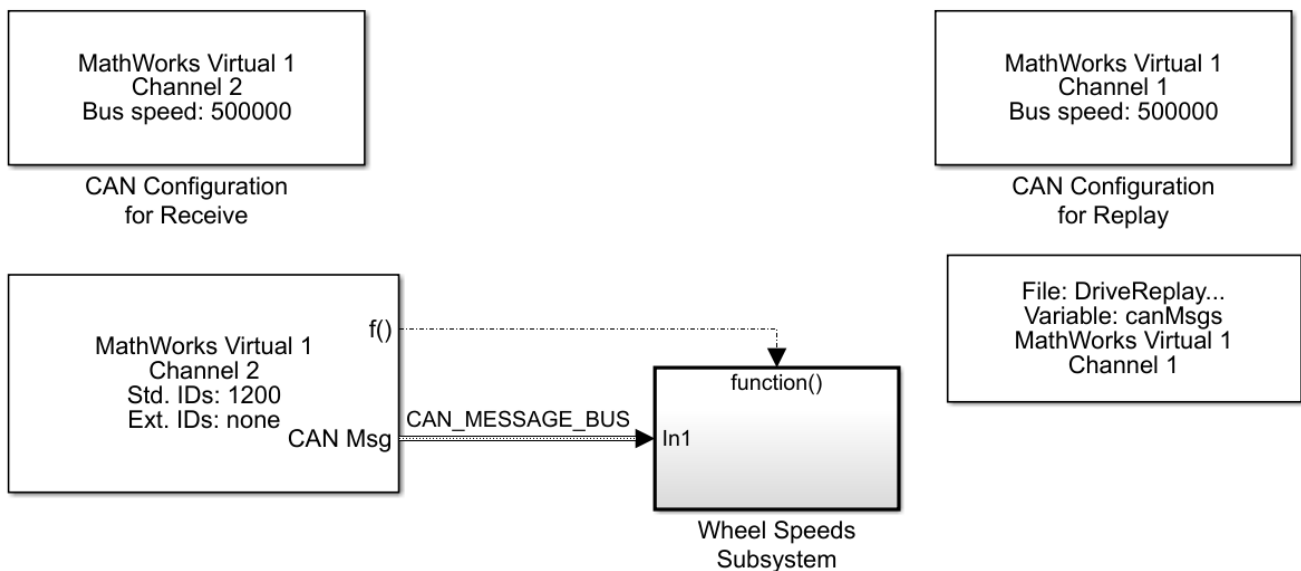 MathWorks Virtual 1
Channel 2
Bus speed: 500000
CAN Configuration
for Receive
MathWorks Virtual 1
Channel 1
Bus speed: 500000
CAN Configuration
for Replay
MathWorks Virtual 1
Channel 2
Std. IDs: 1200
Ext. IDs: none
f()
CAN Msg
CAN_MESSAGE_BUS
function()
In1
Wheel Speeds
Subsystem
File: DriveReplay...
Variable: canMsgs
MathWorks Virtual 1
Channel 1